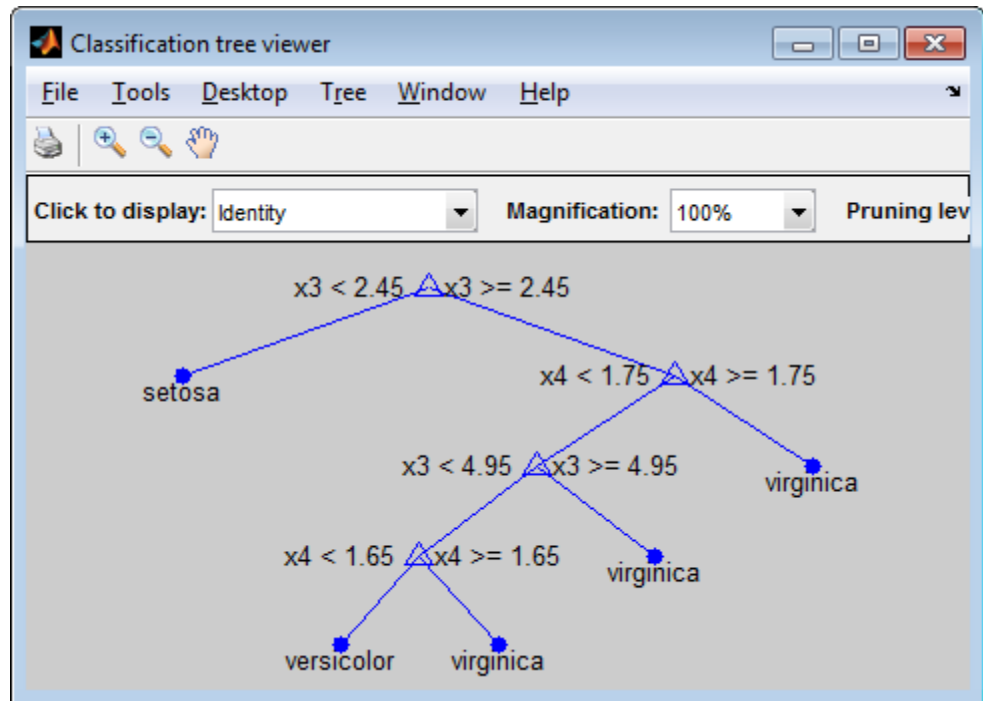 Classification tree viewer
File Tools Desktop Tree Window Help
Click to display: Identity Magnification: 100% Pruning lev
x3 < 2.45 x3 >= 2.45
setosa
x4 < 1.75 x4 >= 1.75
x3 < 4.95 x3 >= 4.95
virginica
x4 < 1.65 x4 >= 1.65
virginica
versicolor virginica